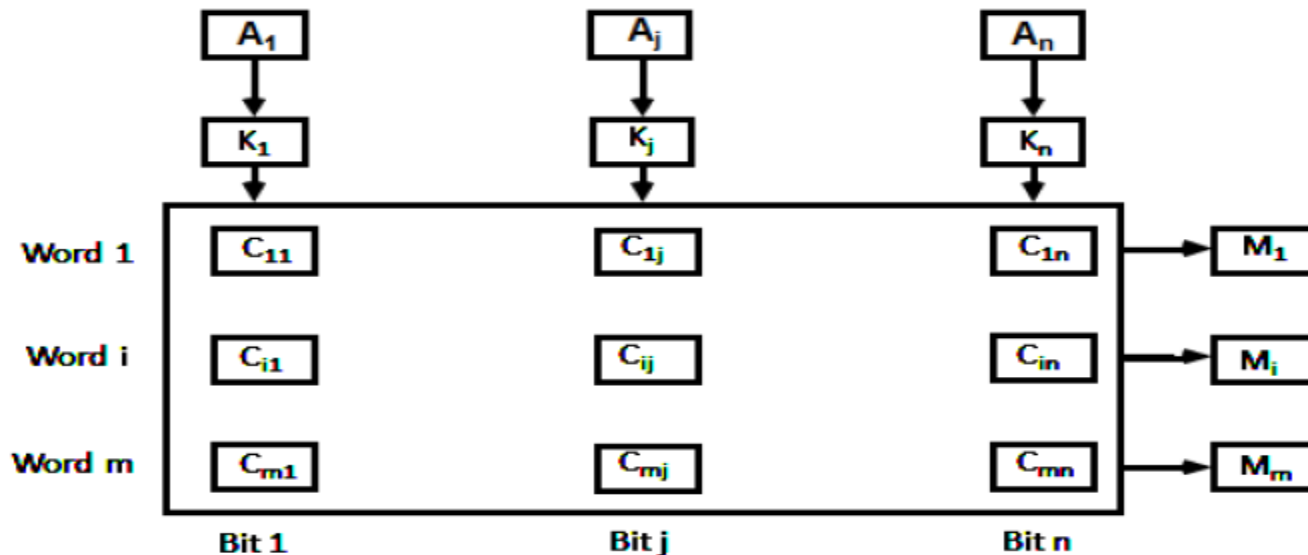 A₁ Aⱼ Aₙ
K₁ Kⱼ Kₙ
Word 1 C₁₁ C₁ⱼ C₁ₙ M₁
Word i Cᵢ₁ Cᵢⱼ Cᵢₙ Mᵢ
Word m Cₘ₁ Cₘⱼ Cₘₙ Mₘ
Bit 1 Bit j Bit n